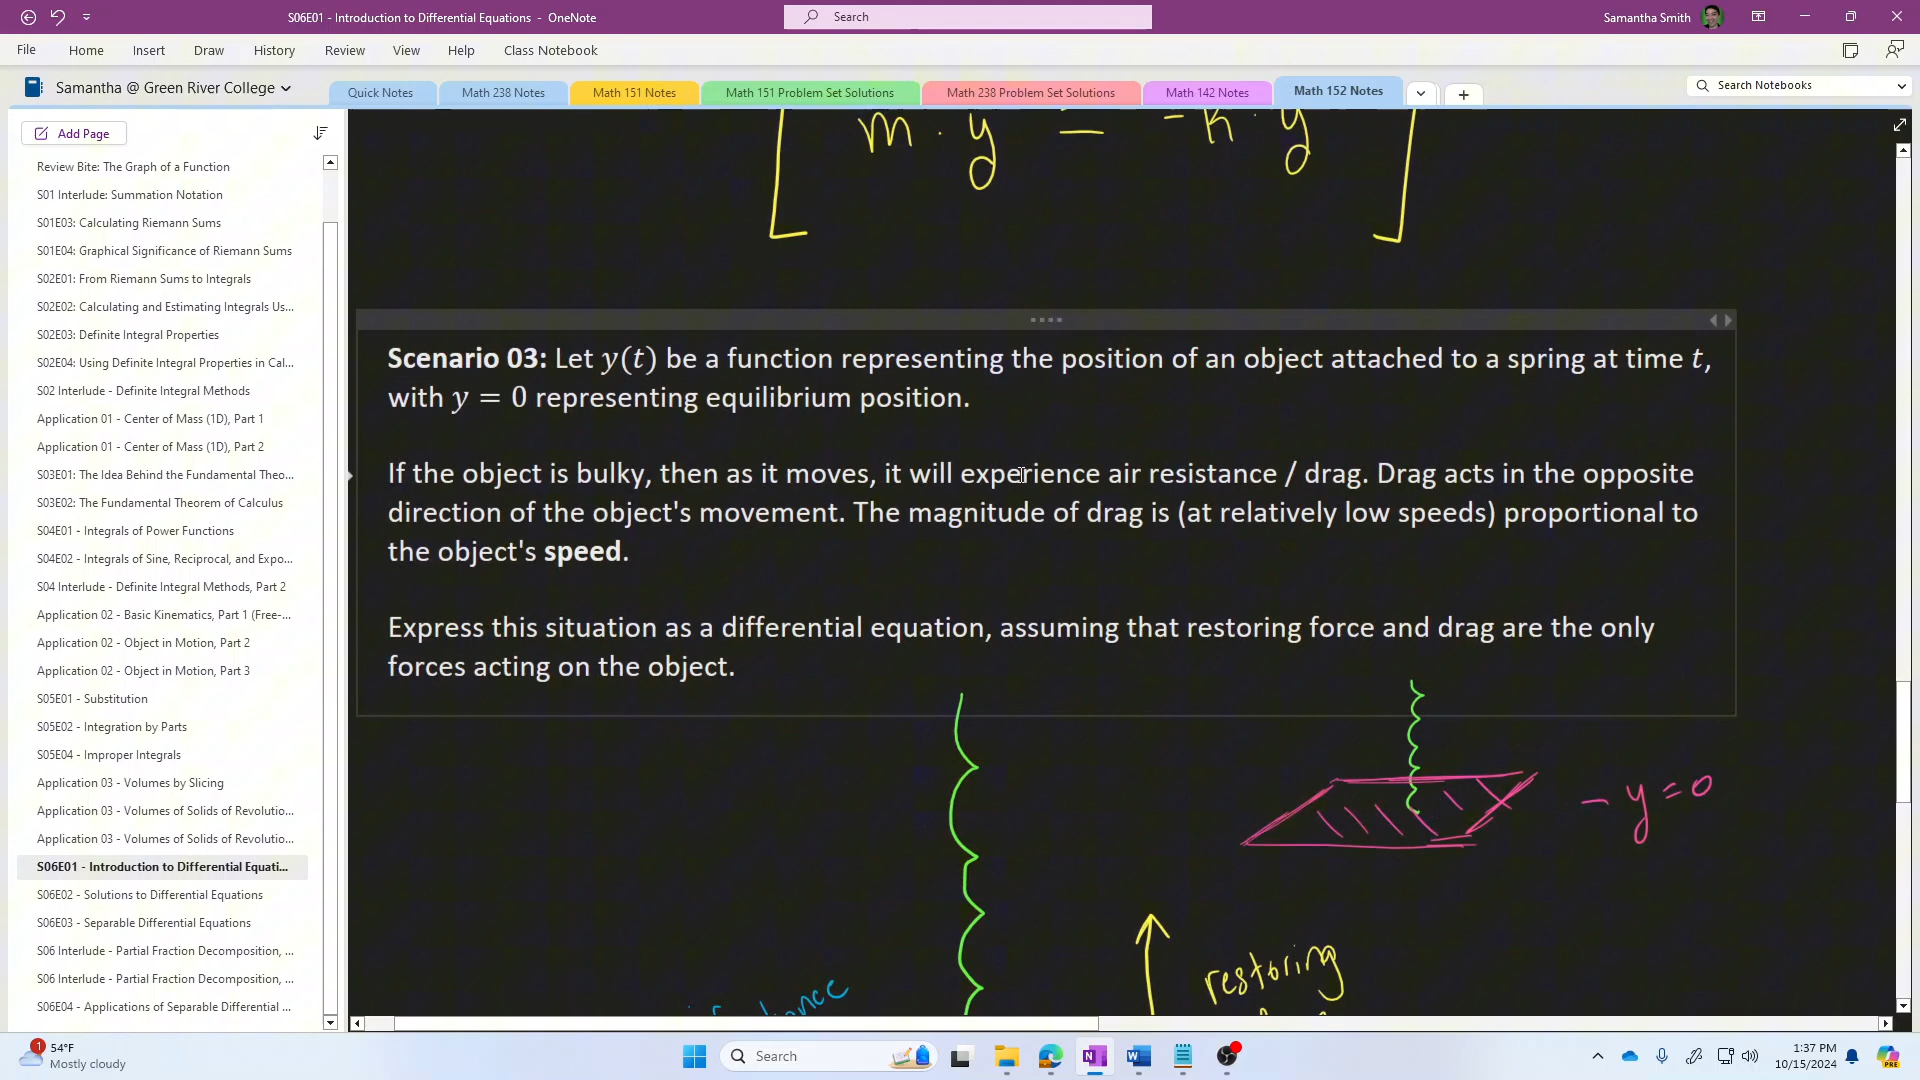 S06E01 - Introduction to Differential Equations - OneNote
Search
Samantha Smith
File Home Insert Draw History Review View Help Class Notebook
Samantha @ Green River College
Quick Notes
Math 238 Notes
Math 151 Notes
Math 151 Problem Set Solutions
Math 238 Problem Set Solutions
Math 142 Notes
Math 152 Notes
Search Notebooks
Add Page
Review Bite: The Graph of a Function
S01 Interlude: Summation Notation
S01E03: Calculating Riemann Sums
S01E04: Graphical Significance of Riemann Sums
S02E01: From Riemann Sums to Integrals
S02E02: Calculating and Estimating Integrals Us...
S02E03: Definite Integral Properties
S02E04: Using Definite Integral Properties in Cal...
S02 Interlude - Definite Integral Methods
Application 01 - Center of Mass (1D), Part 1
Application 01 - Center of Mass (1D), Part 2
S03E01: The Idea Behind the Fundamental Theo...
S03E02: The Fundamental Theorem of Calculus
S04E01 - Integrals of Power Functions
S04E02 - Integrals of Sine, Reciprocal, and Expo...
S04 Interlude - Definite Integral Methods, Part 2
Application 02 - Basic Kinematics, Part 1 (Free-...
Application 02 - Object in Motion, Part 2
Application 02 - Object in Motion, Part 3
S05E01 - Substitution
S05E02 - Integration by Parts
S05E04 - Improper Integrals
Application 03 - Volumes by Slicing
Application 03 - Volumes of Solids of Revolutio...
Application 03 - Volumes of Solids of Revolutio...
S06E01 - Introduction to Differential Equati...
S06E02 - Solutions to Differential Equations
S06E03 - Separable Differential Equations
S06 Interlude - Partial Fraction Decomposition, ...
S06 Interlude - Partial Fraction Decomposition, ...
S06E04 - Applications of Separable Differential ...
m · y = -k · y
Scenario 03: Let y(t) be a function representing the position of an object attached to a spring at time t,
with y = 0 representing equilibrium position.
If the object is bulky, then as it moves, it will experience air resistance / drag. Drag acts in the opposite
direction of the object's movement. The magnitude of drag is (at relatively low speeds) proportional to
the object's speed.
Express this situation as a differential equation, assuming that restoring force and drag are the only
forces acting on the object.
- y = 0
restoring
1
54°F
Mostly cloudy
Search
1:37 PM
10/15/2024
PRE